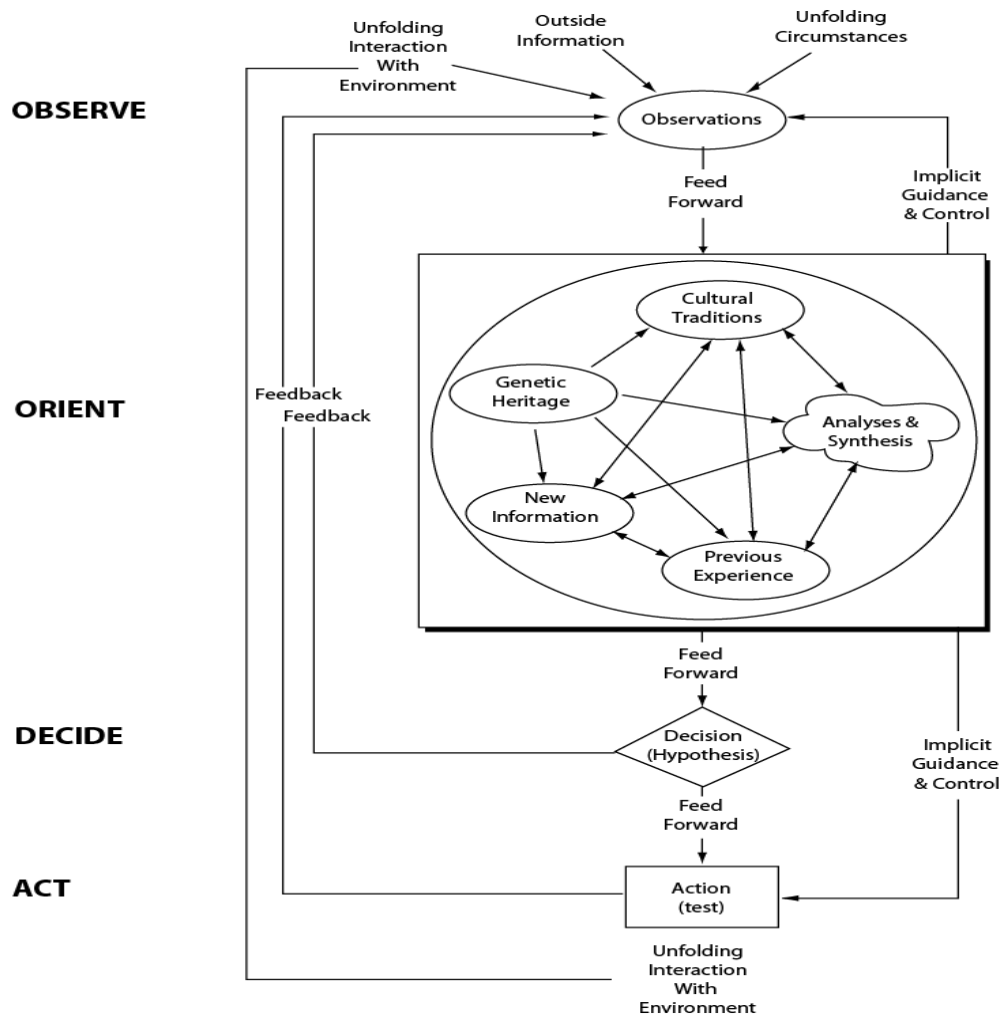 Unfolding
Interaction
With
Environment
Outside
Information
Unfolding
Circumstances
OBSERVE
Observations
Feed
Forward
Implicit
Guidance
& Control
Cultural
Traditions
Genetic
Heritage
ORIENT
Feedback
Feedback
Analyses &
Synthesis
New
Information
Previous
Experience
Feed
Forward
DECIDE
Decision
(Hypothesis)
Implicit
Guidance
& Control
Feed
Forward
ACT
Action
(test)
Unfolding
Interaction
With
Environment